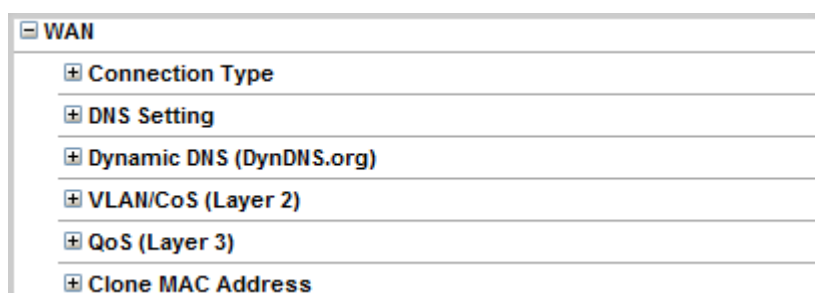 WAN
Connection Type
DNS Setting
Dynamic DNS (DynDNS.org)
VLAN/CoS (Layer 2)
QoS (Layer 3)
Clone MAC Address